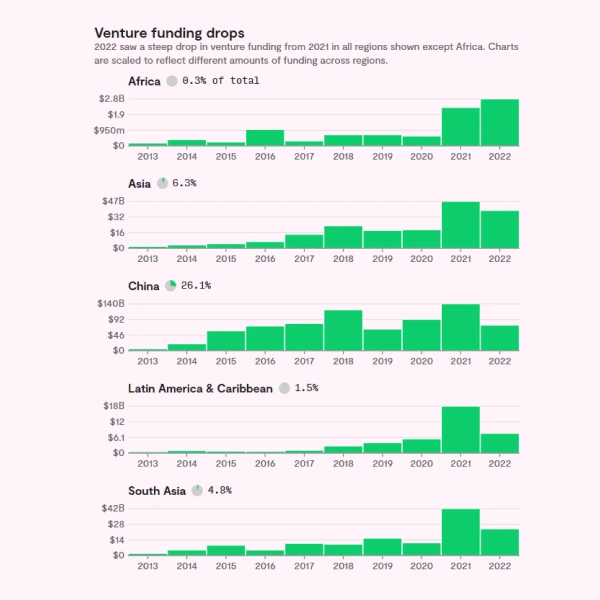 Venture funding drops
2022 saw a steep drop in venture funding from 2021 in all regions shown except Africa. Charts
are scaled to reflect different amounts of funding across regions.
Africa 0.3% of total
$2.8B
$1.9
$950m
$0
2013 2014 2015 2016 2017 2018 2019 2020 2021 2022
Asia 6.3%
$47B
$32
$16
$0
2013 2014 2015 2016 2017 2018 2019 2020 2021 2022
China 26.1%
$140B
$92
$46
$0
2013 2014 2015 2016 2017 2018 2019 2020 2021 2022
Latin America & Caribbean 1.5%
$18B
$12
$6.1
$0
2013 2014 2015 2016 2017 2018 2019 2020 2021 2022
South Asia 4.8%
$42B
$28
$14
$0
2013 2014 2015 2016 2017 2018 2019 2020 2021 2022